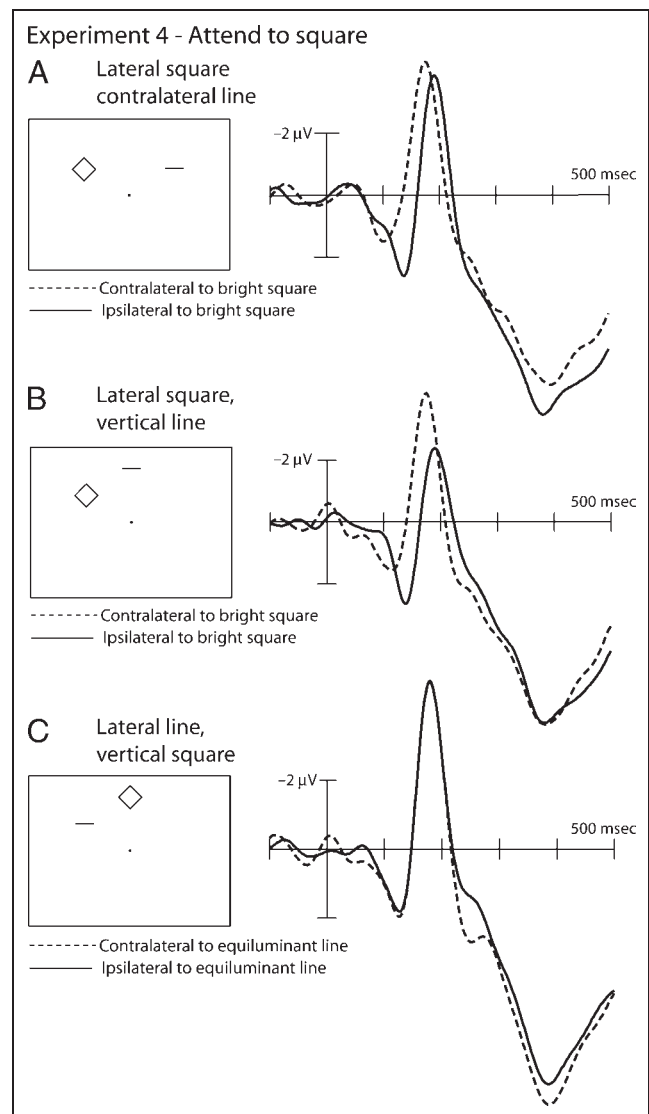 Experiment 4 - Attend to square
A Lateral square
contralateral line
−2 μV
500 msec
Contralateral to bright square
Ipsilateral to bright square
B Lateral square,
vertical line
−2 μV
500 msec
Contralateral to bright square
Ipsilateral to bright square
C Lateral line,
vertical square
−2 μV
500 msec
Contralateral to equiluminant line
Ipsilateral to equiluminant line